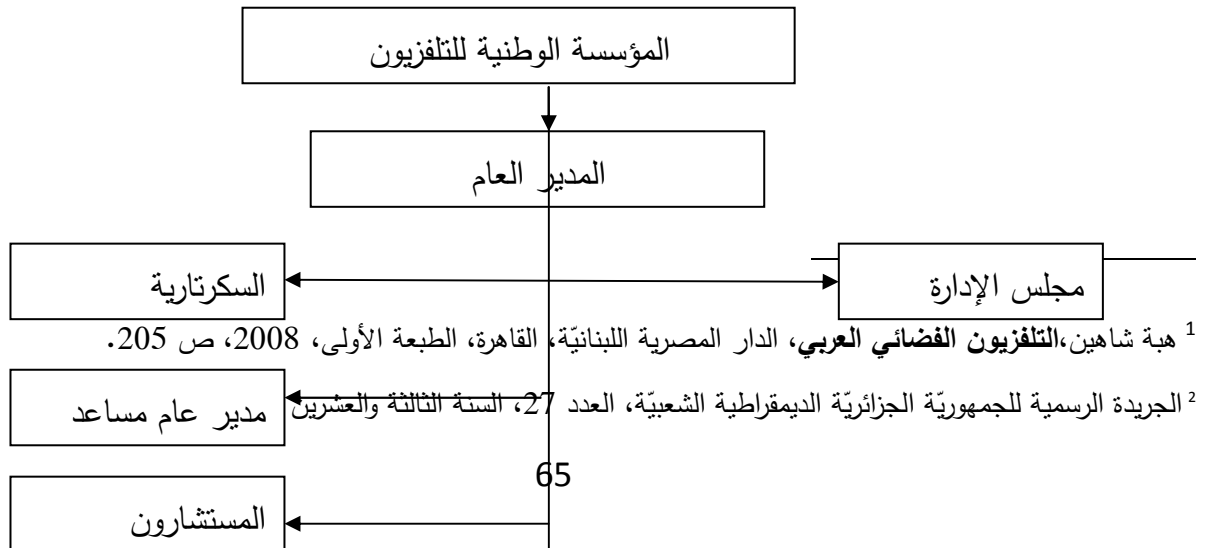 المؤسسة الوطنية للتلفزيون
المدير العام
مجلس الإدارة
السكرتارية
1 هبة شاهين،التلفزيون الفضائي العربي، الدار المصرية اللبنانيّة، القاهرة، الطبعة الأولى، 2008، ص 205.
2 الجريدة الرسمية للجمهوريّة الجزائريّة الديمقراطية الشعبيّة، العدد 27، السنة الثالثة والعشرين
مدير عام مساعد
65
المستشارون